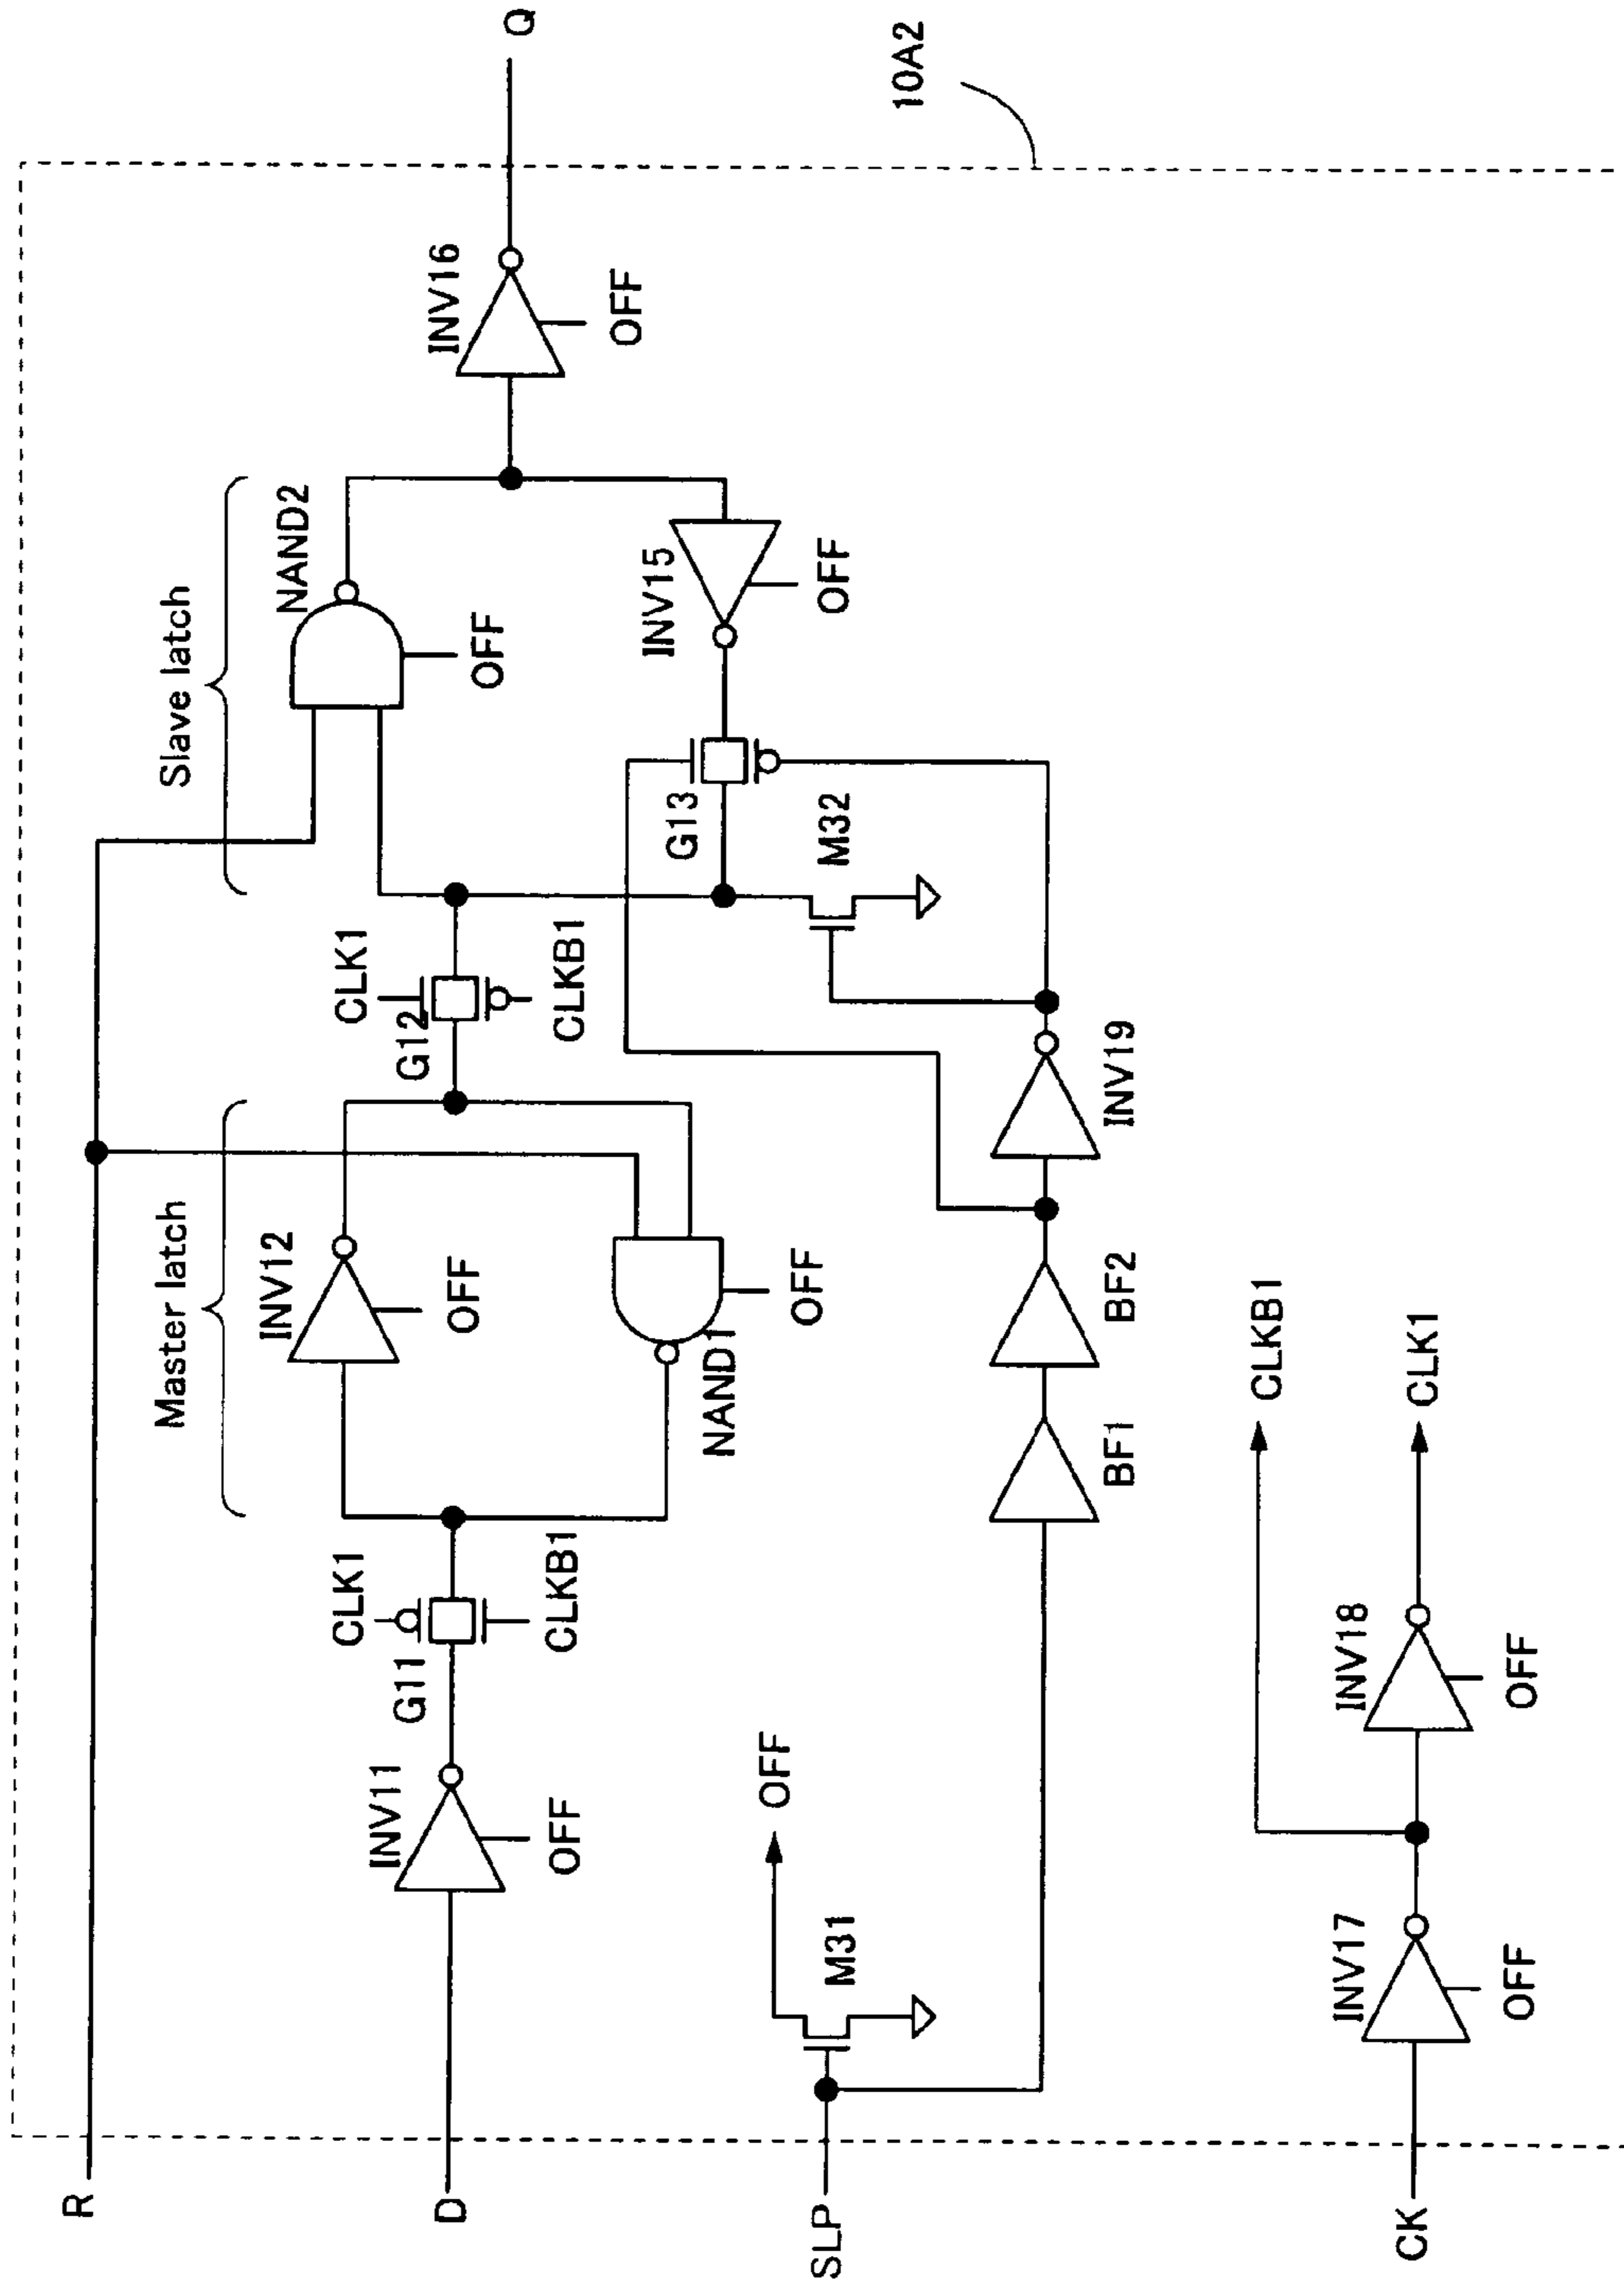 R
D
SLP
CK
Master latch
Slave latch
INV11
OFF
G11
CLK1
CLKB1
INV12
OFF
NAND1
OFF
G12
CLK1
CLKB1
NAND2
OFF
INV15
OFF
G13
M32
INV16
OFF
Q
10A2
M31
OFF
BF1
BF2
INV19
INV17
OFF
INV18
OFF
CLKB1
CLK1